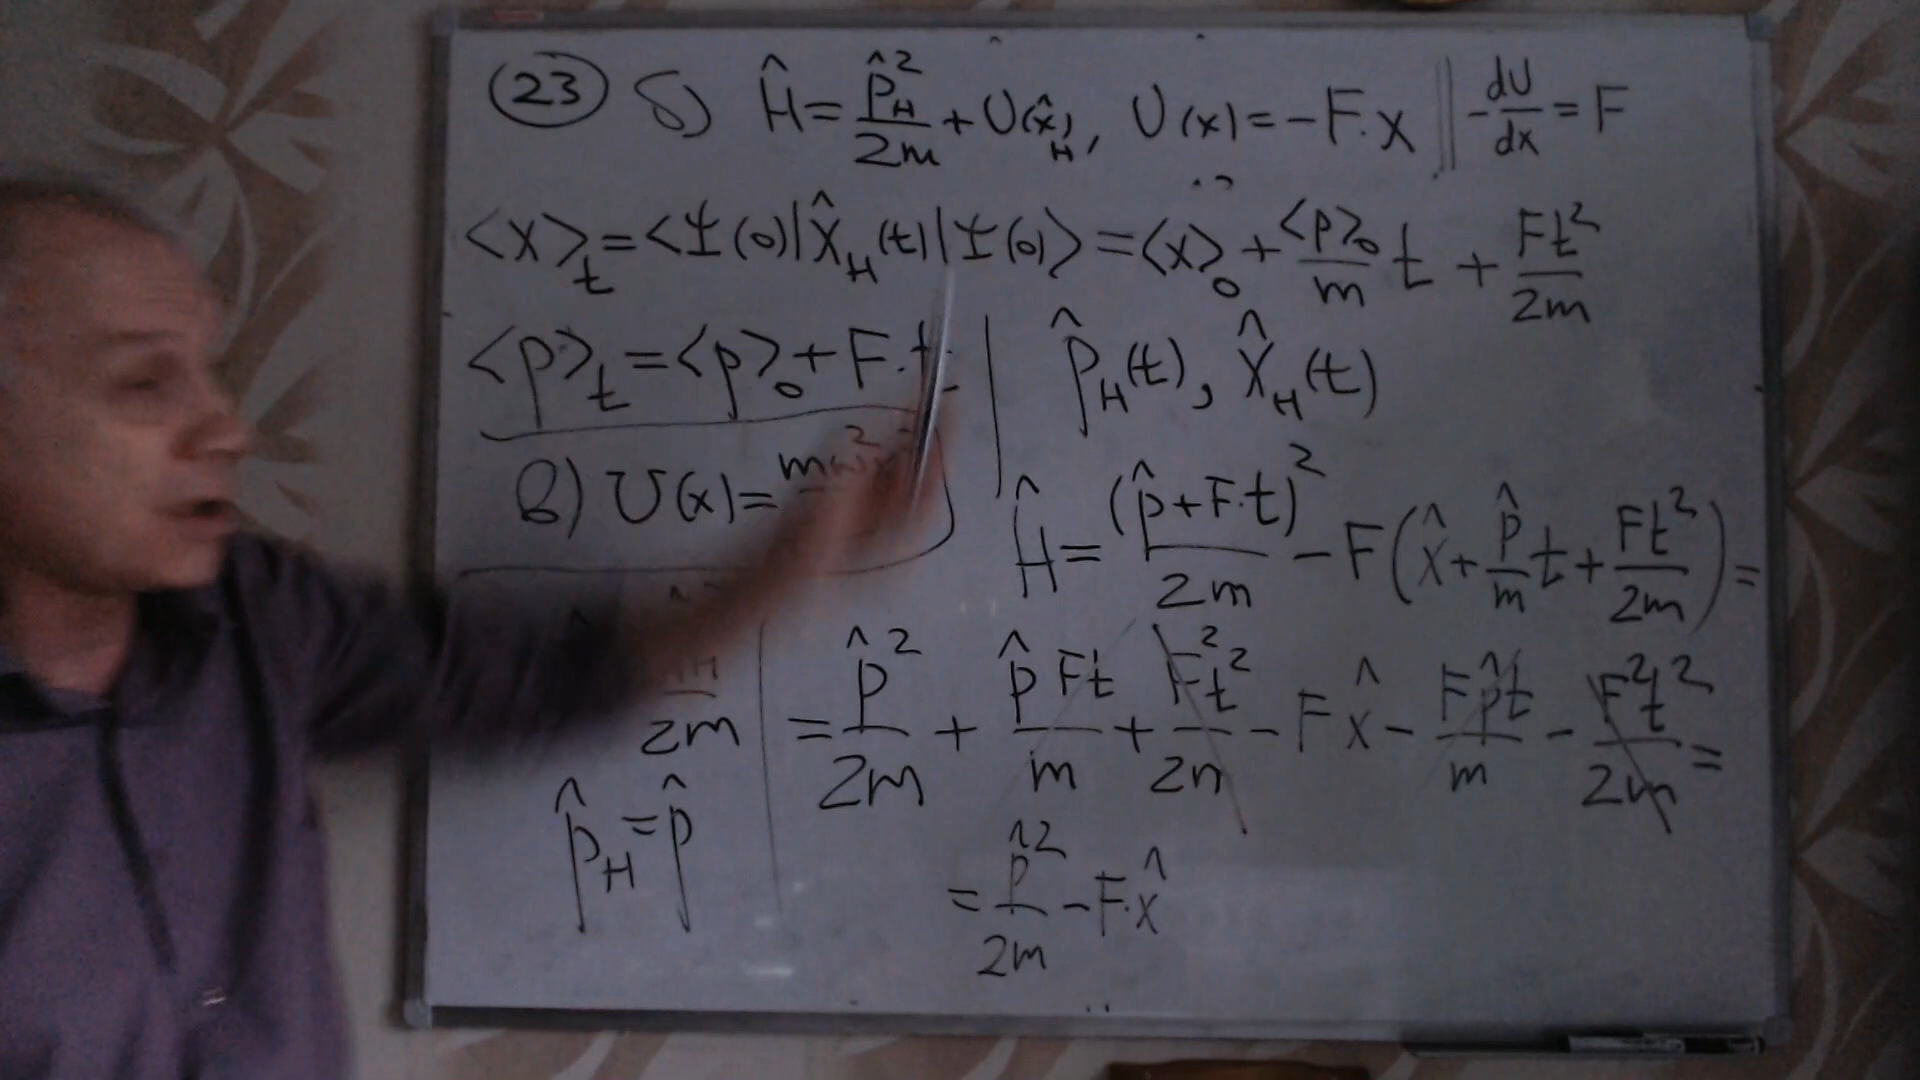 (23) б) Ĥ = p̂_H²/2m + U(x̂_H), U(x) = -F·x || -dU/dx = F
<x>_t = <Ψ(0)|x̂_H(t)|Ψ(0)> = <x>_0 + <p>_0/m t + Ft²/2m
<p>_t = <p>_0 + F·t | p̂_H(t), x̂_H(t)
в) U(x) = mω²
Ĥ = (p̂ + F·t)²/2m - F(x̂ + p̂/m t + Ft²/2m) =
2m
= p̂²/2m + p̂Ft/m + F²t²/2m - Fx̂ - Fp̂t/m - F²t²/2m =
p̂_H = p̂
= p̂²/2m - F·x̂